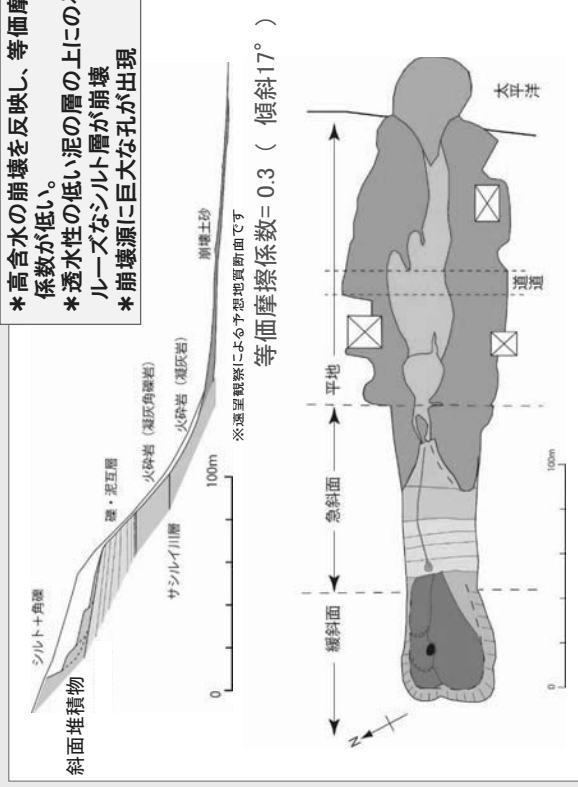 *高含水の崩壊を反映し、等価摩
係数が低い。
*透水性の低い泥の層の上にの
ルーズなシルト層が崩壊
*崩壊源に巨大な孔が出現
斜面堆積物
シルト+角礫
礫・泥互層
火砕岩(凝灰角礫岩)
火砕岩(凝灰岩)
サシルイ川層
崩壊土砂
0
100m
※遠望観察による予想地質断面です
等価摩擦係数= 0.3 ( 傾斜17° )
緩斜面
急斜面
平地
N
道道
太平洋
0
100m